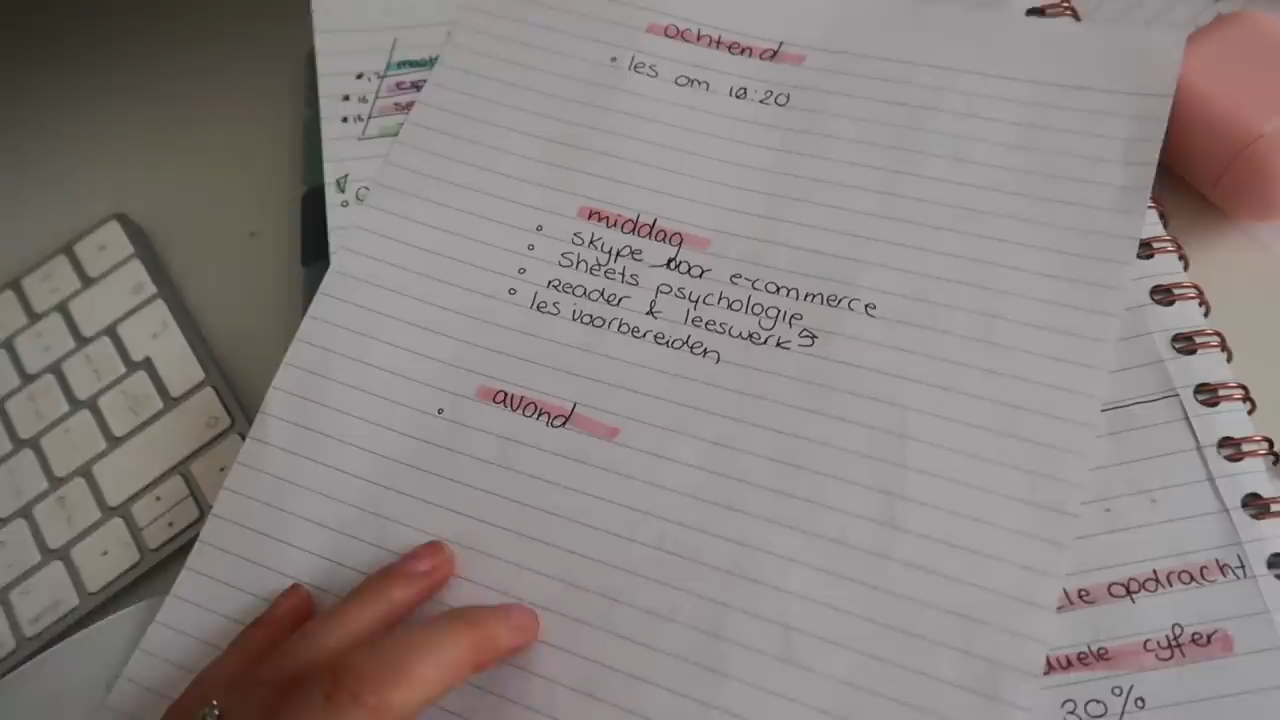 ochtend
les om 10:20
middag
skype voor e-commerce
sheets psychologie
Reader & leeswerk
les voorbereiden
avond
le opdracht
uele cyfer
30%